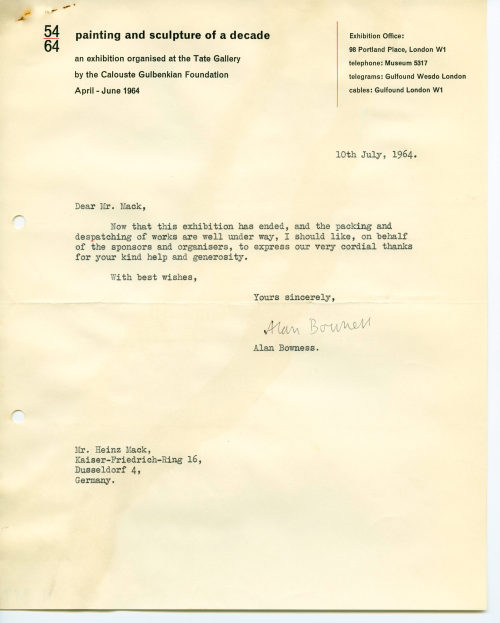 54
64
painting and sculpture of a decade
an exhibition organised at the Tate Gallery
by the Calouste Gulbenkian Foundation
April - June 1964
Exhibition Office:
98 Portland Place, London W1
telephone: Museum 5317
telegrams: Gulfound Wesdo London
cables: Gulfound London W1
10th July, 1964.
Dear Mr. Mack,
Now that this exhibition has ended, and the packing and
despatching of works are well under way, I should like, on behalf
of the sponsors and organisers, to express our very cordial thanks
for your kind help and generosity.
With best wishes,
Yours sincerely,
Alan Bowness
Alan Bowness.
Mr. Heinz Mack,
Kaiser-Friedrich-Ring 16,
Dusseldorf 4,
Germany.